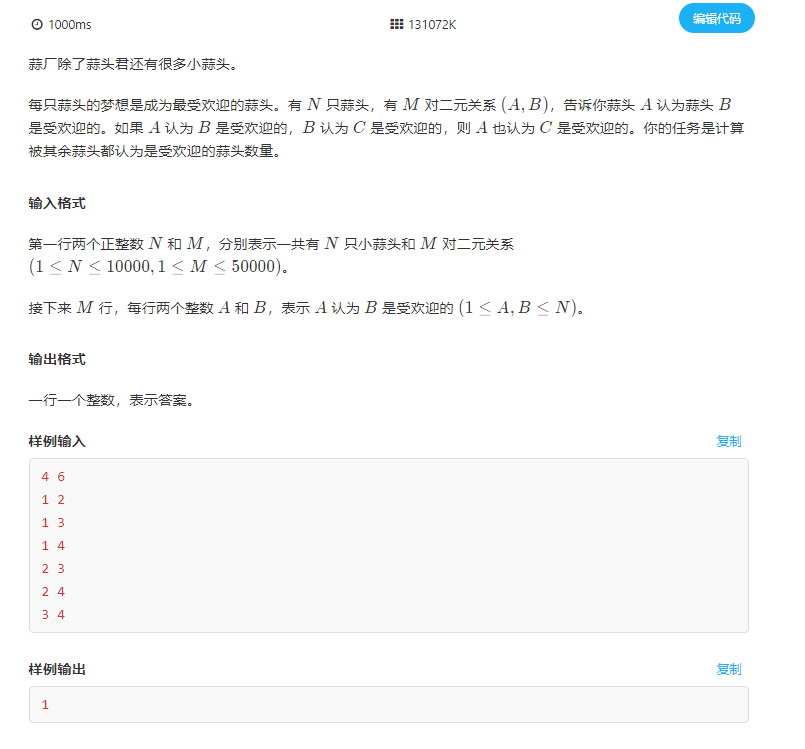 1000ms
131072K
编辑代码
蒜厂除了蒜头君还有很多小蒜头。
每只蒜头的梦想是成为最受欢迎的蒜头。有 N 只蒜头，有 M 对二元关系 (A, B)，告诉你蒜头 A 认为蒜头 B
是受欢迎的。如果 A 认为 B 是受欢迎的，B 认为 C 是受欢迎的，则 A 也认为 C 是受欢迎的。你的任务是计算
被其余蒜头都认为是受欢迎的蒜头数量。
输入格式
第一行两个正整数 N 和 M，分别表示一共有 N 只小蒜头和 M 对二元关系
(1 ≤ N ≤ 10000, 1 ≤ M ≤ 50000)。
接下来 M 行，每行两个整数 A 和 B，表示 A 认为 B 是受欢迎的 (1 ≤ A, B ≤ N)。
输出格式
一行一个整数，表示答案。
样例输入
复制
4 6
1 2
1 3
1 4
2 3
2 4
3 4
样例输出
复制
1